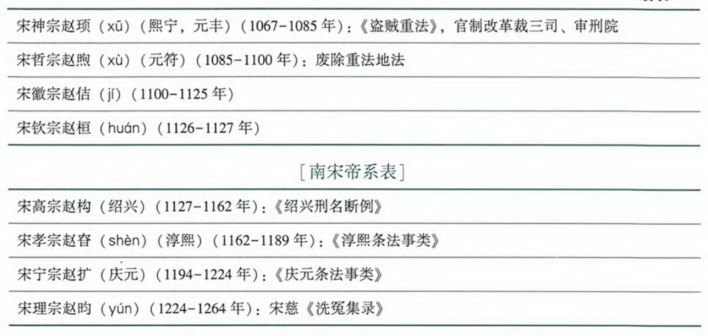 宋神宗赵顼（xū）（熙宁，元丰）（1067-1085 年）：《盗贼重法》，官制改革裁三司、审刑院
宋哲宗赵煦（xù）（元符）（1085-1100 年）：废除重法地法
宋徽宗赵佶（jí）（1100-1125 年）
宋钦宗赵桓（huán）（1126-1127 年）
［南宋帝系表］
宋高宗赵构（绍兴）（1127-1162 年）：《绍兴刑名断例》
宋孝宗赵昚（shèn）（淳熙）（1162-1189 年）：《淳熙条法事类》
宋宁宗赵扩（庆元）（1194-1224 年）：《庆元条法事类》
宋理宗赵昀（yún）（1224-1264 年）：宋慈《洗冤集录》